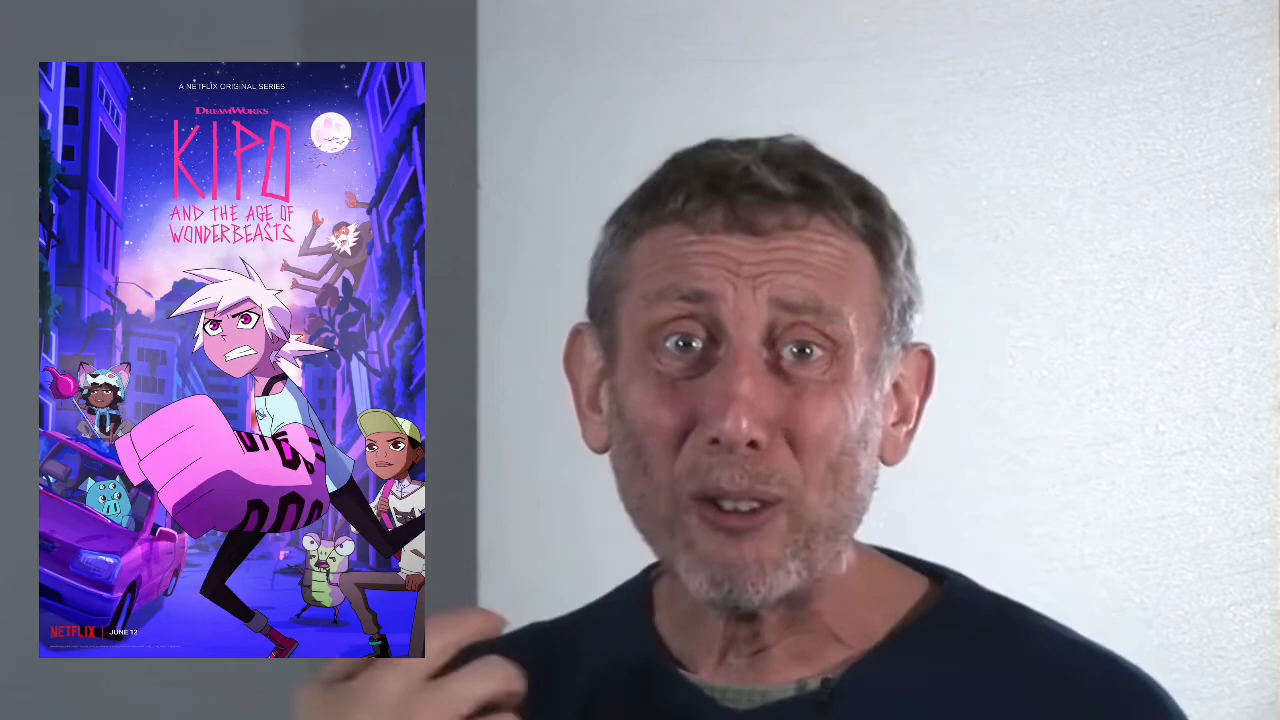 A NETFLIX ORIGINAL SERIES
DREAMWORKS
KIPO
AND THE AGE OF
WONDERBEASTS
NETFLIX | JUNE 12